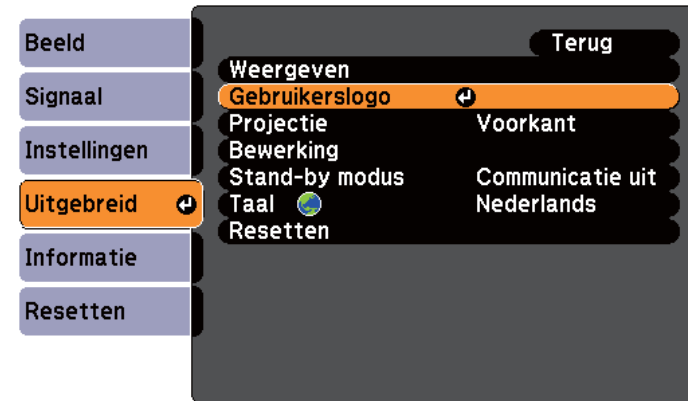 Beeld
Signaal
Instellingen
Uitgebreid
Informatie
Resetten
Terug
Weergeven
Gebruikerslogo
Projectie Voorkant
Bewerking
Stand-by modus Communicatie uit
Taal Nederlands
Resetten